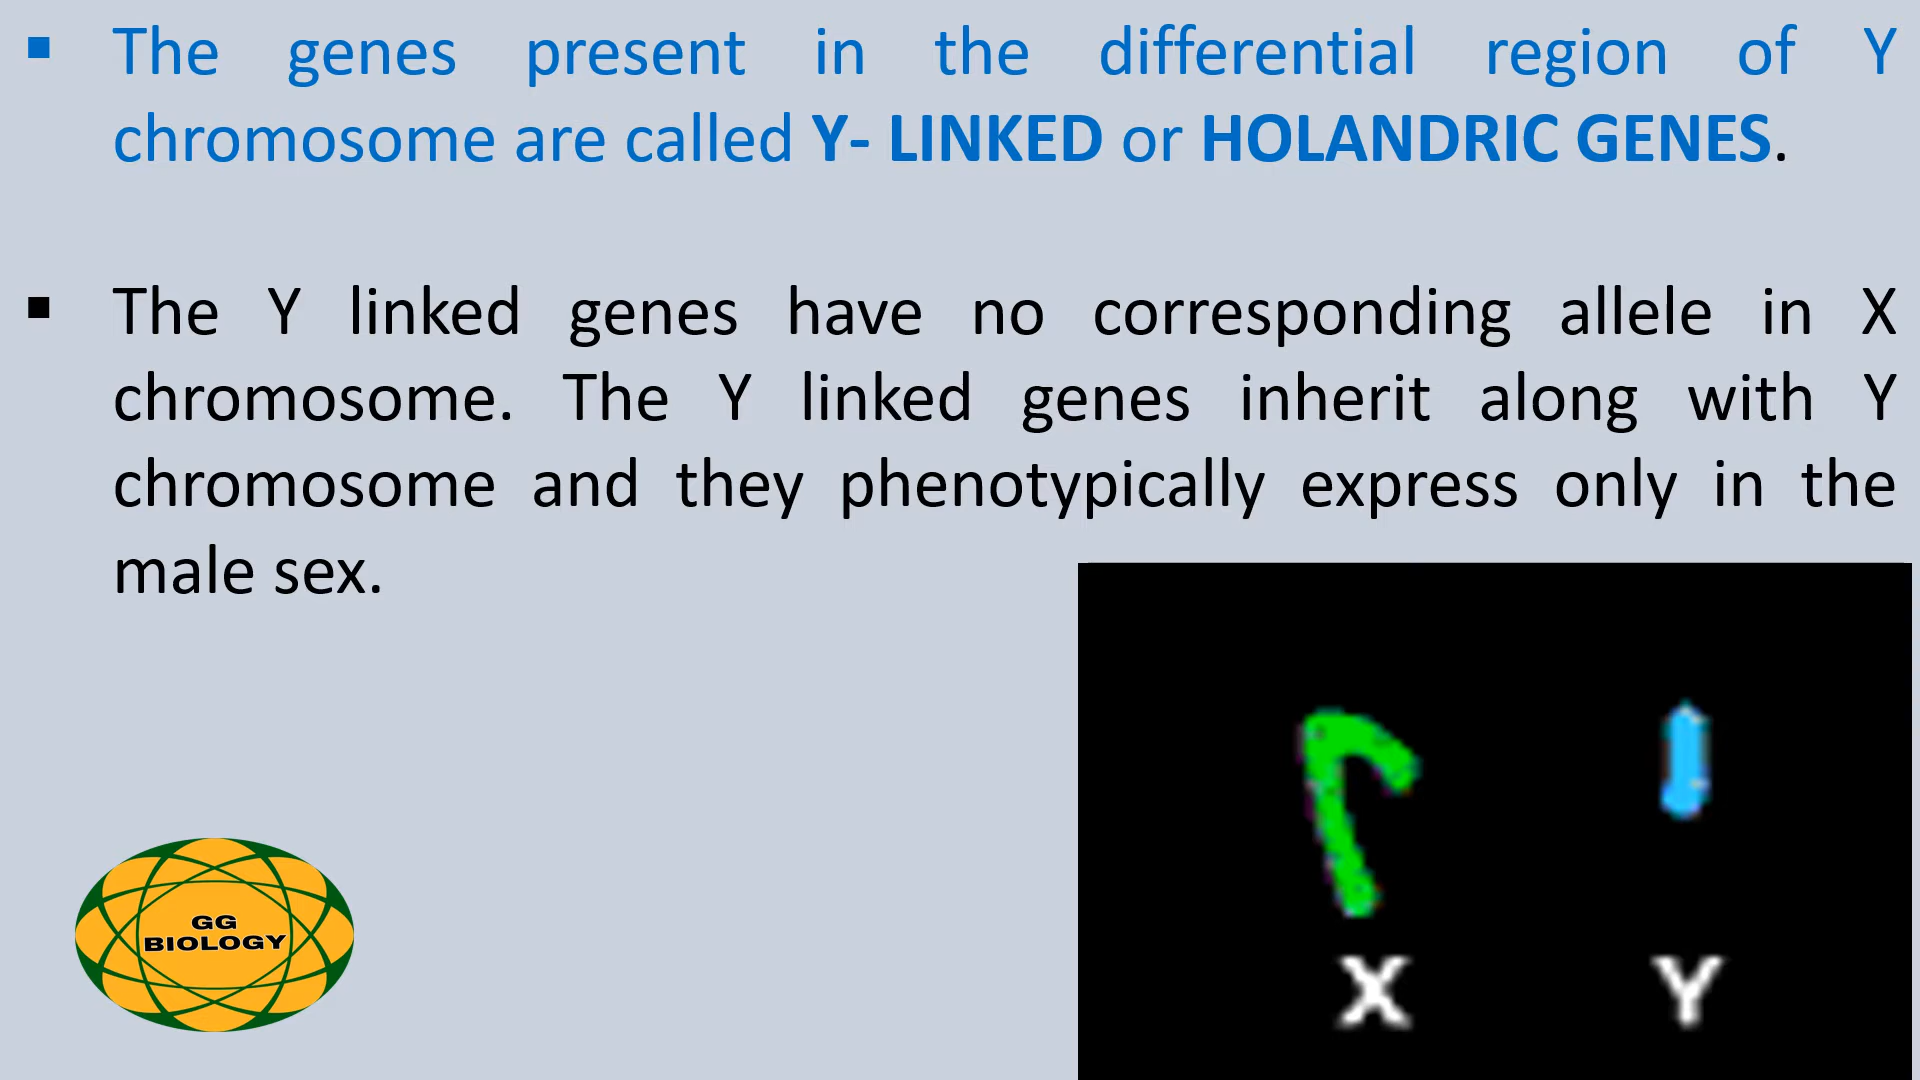 ▪ The genes present in the differential region of Y
chromosome are called Y- LINKED or HOLANDRIC GENES.
▪ The Y linked genes have no corresponding allele in X
chromosome. The Y linked genes inherit along with Y
chromosome and they phenotypically express only in the
male sex.
GG
BIOLOGY
X Y